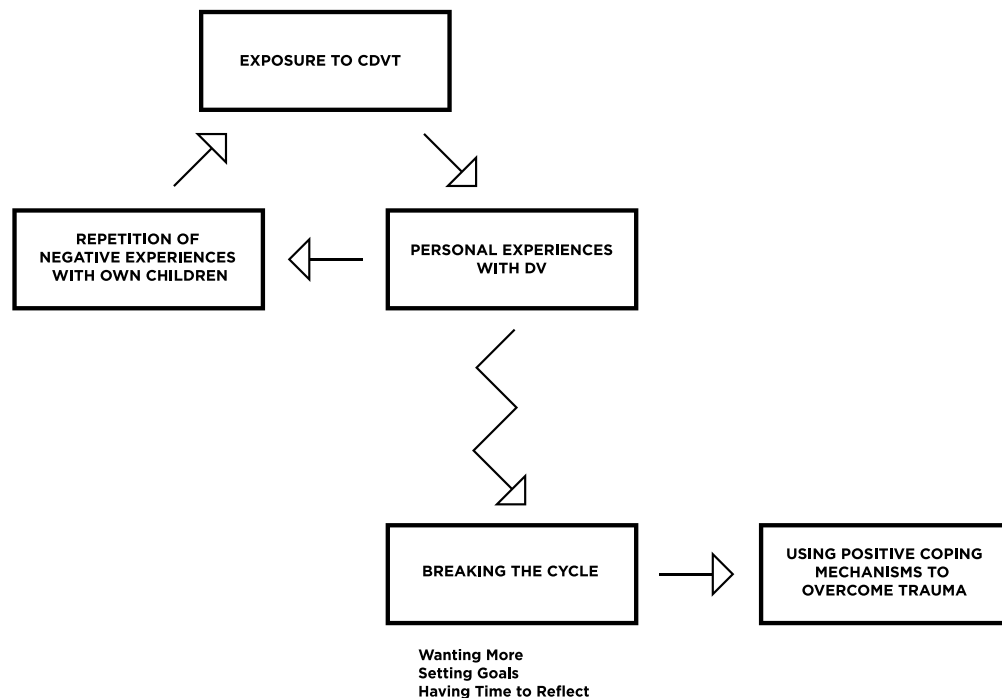 EXPOSURE TO CDVT
REPETITION OF
NEGATIVE EXPERIENCES
WITH OWN CHILDREN
PERSONAL EXPERIENCES
WITH DV
BREAKING THE CYCLE
USING POSITIVE COPING
MECHANISMS TO
OVERCOME TRAUMA
Wanting More
Setting Goals
Having Time to Reflect